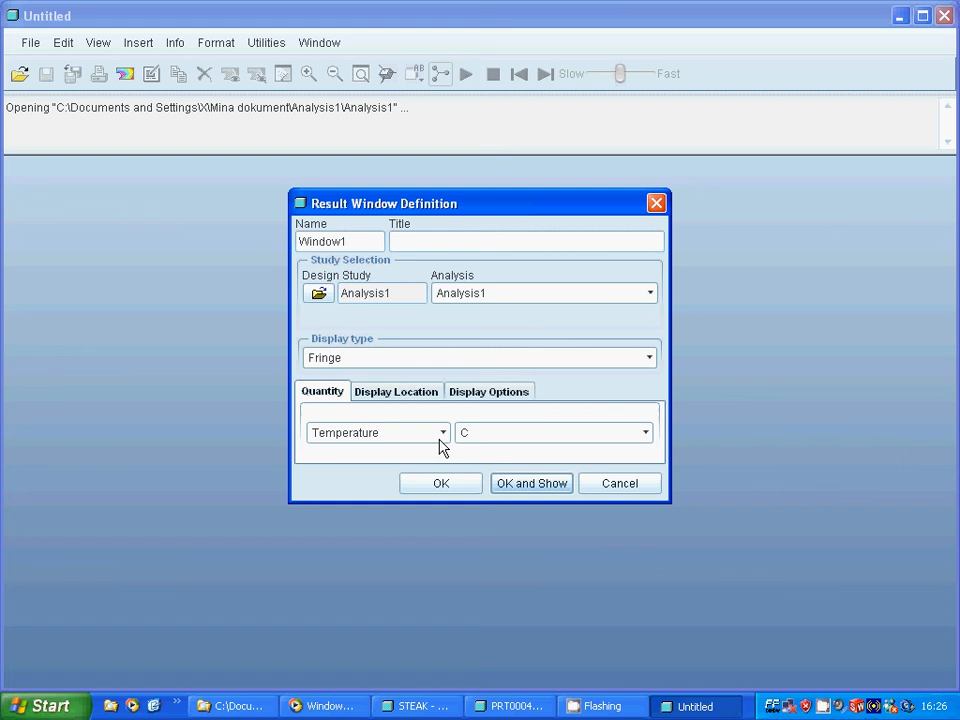 Untitled
File Edit View Insert Info Format Utilities Window
Slow Fast
Opening "C:\Documents and Settings\X\Mina dokument\Analysis1\Analysis1" ...
Result Window Definition
Name Title
Window1
Study Selection
Design Study Analysis
Analysis1 Analysis1
Display type
Fringe
Quantity Display Location Display Options
Temperature C
OK OK and Show Cancel
Start C:\Docu... Window... STEAK - ... PRT0004... Flashing Untitled 16:26